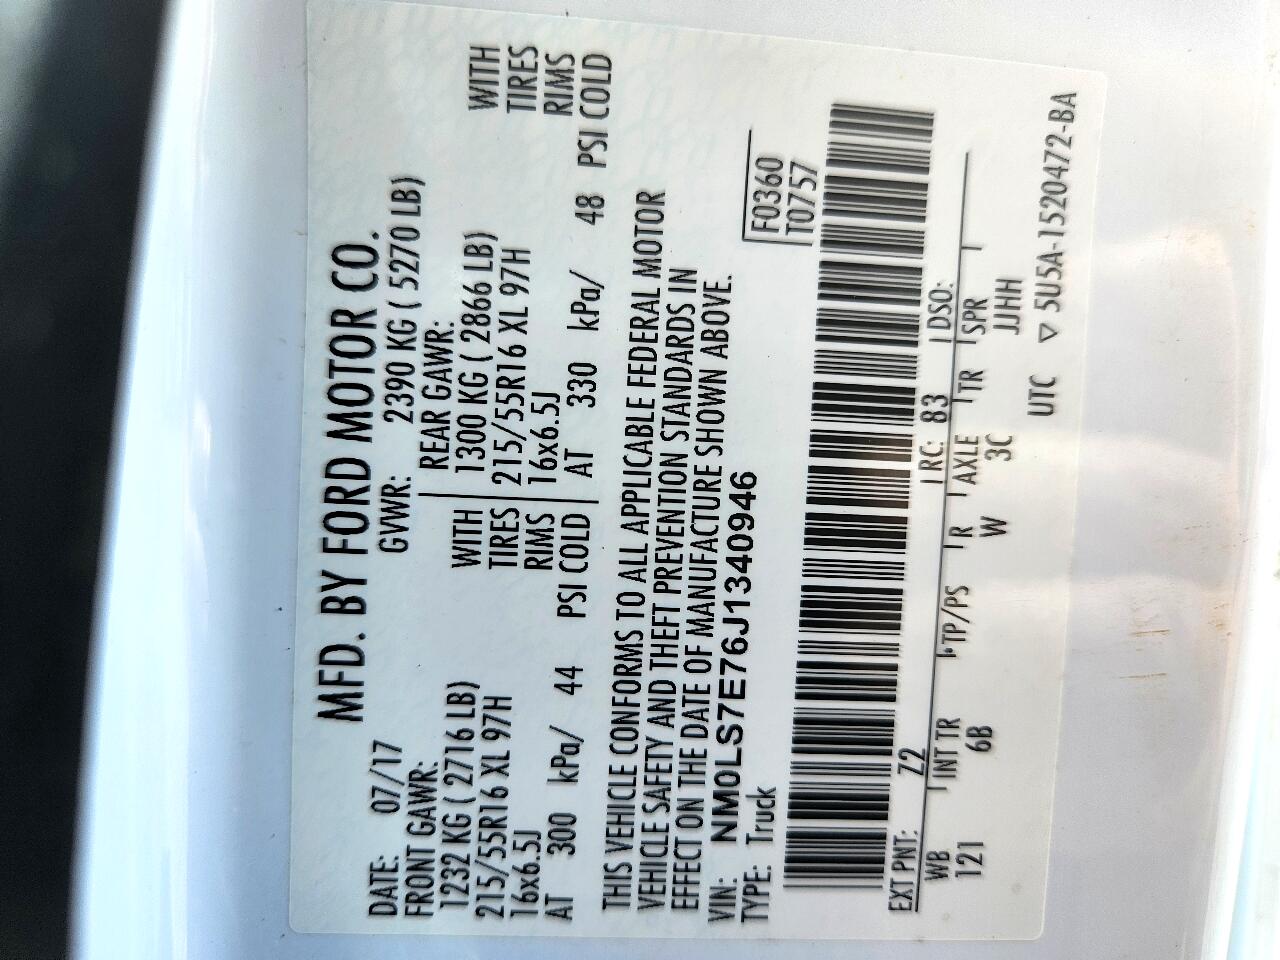 MFD. BY FORD MOTOR CO.
DATE: 07/17 GVWR: 2390 KG ( 5270 LB)
FRONT GAWR: REAR GAWR:
1232 KG ( 2716 LB) WITH 1300 KG ( 2866 LB) WITH
215/55R16 XL 97H TIRES 215/55R16 XL 97H TIRES
16x6.5J RIMS 16x6.5J RIMS
AT 300 kPa/ 44 PSI COLD AT 330 kPa/ 48 PSI COLD
THIS VEHICLE CONFORMS TO ALL APPLICABLE FEDERAL MOTOR
VEHICLE SAFETY AND THEFT PREVENTION STANDARDS IN
EFFECT ON THE DATE OF MANUFACTURE SHOWN ABOVE.
VIN: NM0LS7E76J1340946
F0360
TYPE: Truck
T0757
EXT PNT: Z2 RC: 83 DSO:
WB INT TR TP/PS R AXLE TR SPR
121 6B W 3C JJHH
UTC ▽ 5U5A-1520472-BA